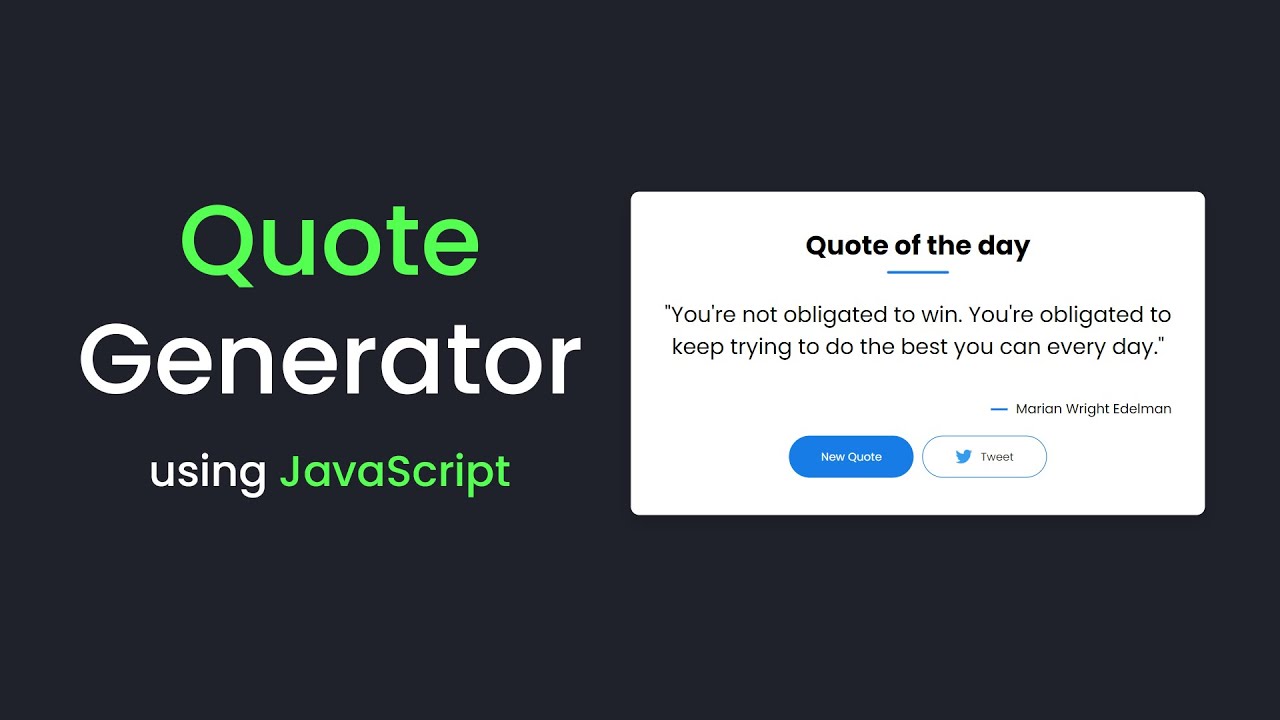 Quote
Generator
using JavaScript
Quote of the day
"You're not obligated to win. You're obligated to
keep trying to do the best you can every day."
Marian Wright Edelman
New Quote
Tweet